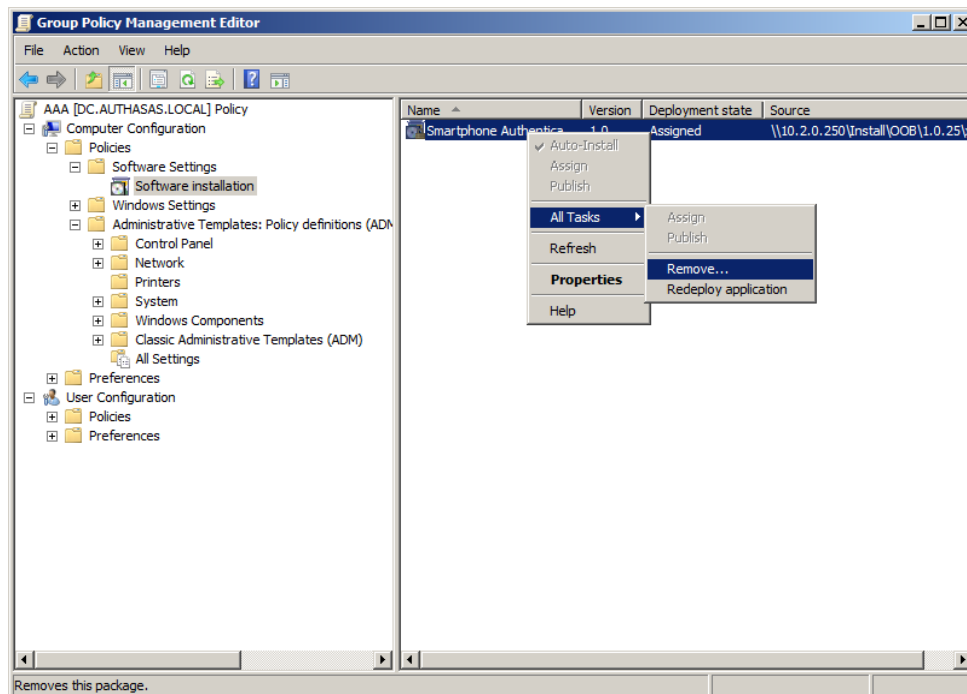 Group Policy Management Editor
File Action View Help
AAA [DC.AUTHASAS.LOCAL] Policy
Computer Configuration
Policies
Software Settings
Software installation
Windows Settings
Administrative Templates: Policy definitions (ADM
Control Panel
Network
Printers
System
Windows Components
Classic Administrative Templates (ADM)
All Settings
Preferences
User Configuration
Policies
Preferences
Name Version Deployment state Source
Smartphone Authentica... 1.0 Assigned \\10.2.0.250\Install\OOB\1.0.25\
Auto-Install
Assign
Publish
All Tasks
Refresh
Properties
Help
Assign
Publish
Remove...
Redeploy application
Removes this package.